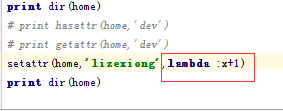 print dir(home)
# print hasattr(home,'dev')
# print getattr(home,'dev')
setattr(home,'lizexiong',lambda :x+1)
print dir(home)